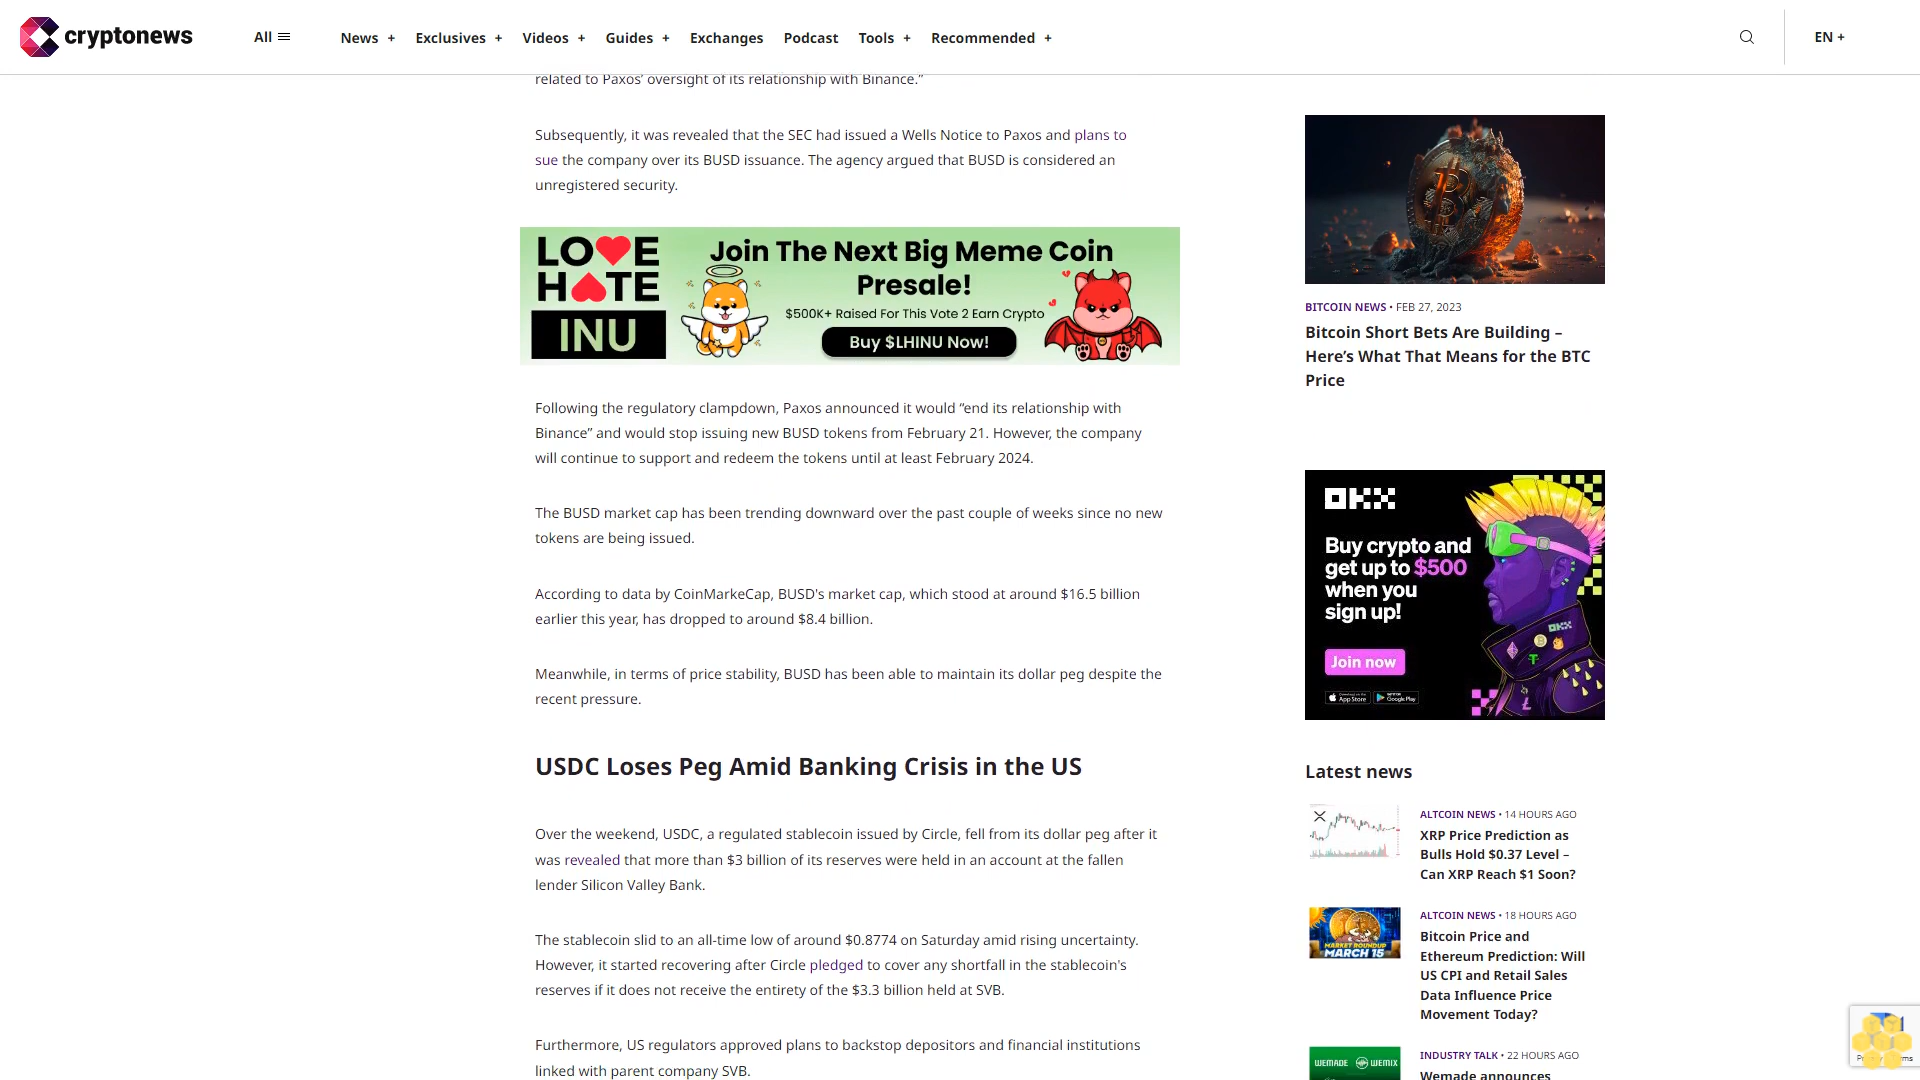 cryptonews
All
News +
Exclusives +
Videos +
Guides +
Exchanges
Podcast
Tools +
Recommended +
EN +
related to Paxos’ oversight of its relationship with Binance.”
Subsequently, it was revealed that the SEC had issued a Wells Notice to Paxos and plans to
sue the company over its BUSD issuance. The agency argued that BUSD is considered an
unregistered security.
LOVE
HATE
INU
Join The Next Big Meme Coin
Presale!
$500K+ Raised For This Vote 2 Earn Crypto
Buy $LHINU Now!
Following the regulatory clampdown, Paxos announced it would “end its relationship with
Binance” and would stop issuing new BUSD tokens from February 21. However, the company
will continue to support and redeem the tokens until at least February 2024.
The BUSD market cap has been trending downward over the past couple of weeks since no new
tokens are being issued.
According to data by CoinMarkeCap, BUSD's market cap, which stood at around $16.5 billion
earlier this year, has dropped to around $8.4 billion.
Meanwhile, in terms of price stability, BUSD has been able to maintain its dollar peg despite the
recent pressure.
USDC Loses Peg Amid Banking Crisis in the US
Over the weekend, USDC, a regulated stablecoin issued by Circle, fell from its dollar peg after it
was revealed that more than $3 billion of its reserves were held in an account at the fallen
lender Silicon Valley Bank.
The stablecoin slid to an all-time low of around $0.8774 on Saturday amid rising uncertainty.
However, it started recovering after Circle pledged to cover any shortfall in the stablecoin's
reserves if it does not receive the entirety of the $3.3 billion held at SVB.
Furthermore, US regulators approved plans to backstop depositors and financial institutions
linked with parent company SVB.
BITCOIN NEWS • FEB 27, 2023
Bitcoin Short Bets Are Building –
Here’s What That Means for the BTC
Price
OKX
Buy crypto and
get up to $500
when you
sign up!
Join now
App Store
Google Play
OKX
Latest news
ALTCOIN NEWS • 14 HOURS AGO
XRP Price Prediction as
Bulls Hold $0.37 Level –
Can XRP Reach $1 Soon?
MARKET ROUNDUP
MARCH 15
ALTCOIN NEWS • 18 HOURS AGO
Bitcoin Price and
Ethereum Prediction: Will
US CPI and Retail Sales
Data Influence Price
Movement Today?
WEMADE
WEMIX
INDUSTRY TALK • 22 HOURS AGO
Wemade announces